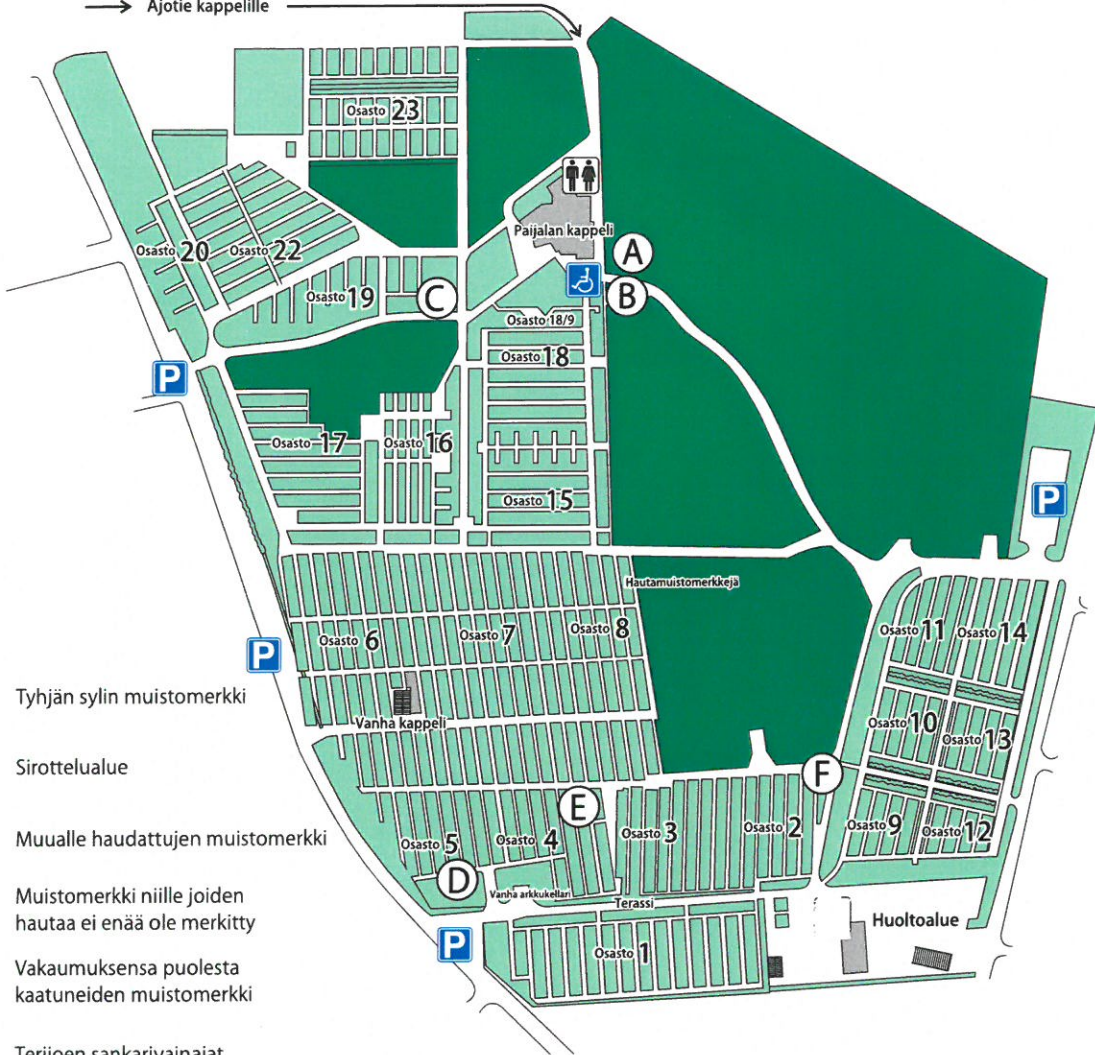 Ajotie kappelille
Osasto 23
Paijalan kappeli
A
Osasto 20
Osasto 22
B
Osasto 19
C
Osasto 18/9
Osasto 18
P
Osasto 17
Osasto 16
Osasto 15
P
Hautamuistomerkkejä
Osasto 6
Osasto 7
Osasto 8
Osasto 11
Osasto 14
P
Tyhjän sylin muistomerkki
Vanha kappeli
Osasto 10
Osasto 13
Sirottelualue
F
E
Osasto 5
Osasto 4
Osasto 3
Osasto 2
Osasto 9
Osasto 12
Muualle haudattujen muistomerkki
D
Vanha arkkukellari
Terassi
Muistomerkki niille joiden
hautaa ei enää ole merkitty
Huoltoalue
P
Osasto 1
Vakaumuksensa puolesta
kaatuneiden muistomerkki
Terijoen sankarivainajat